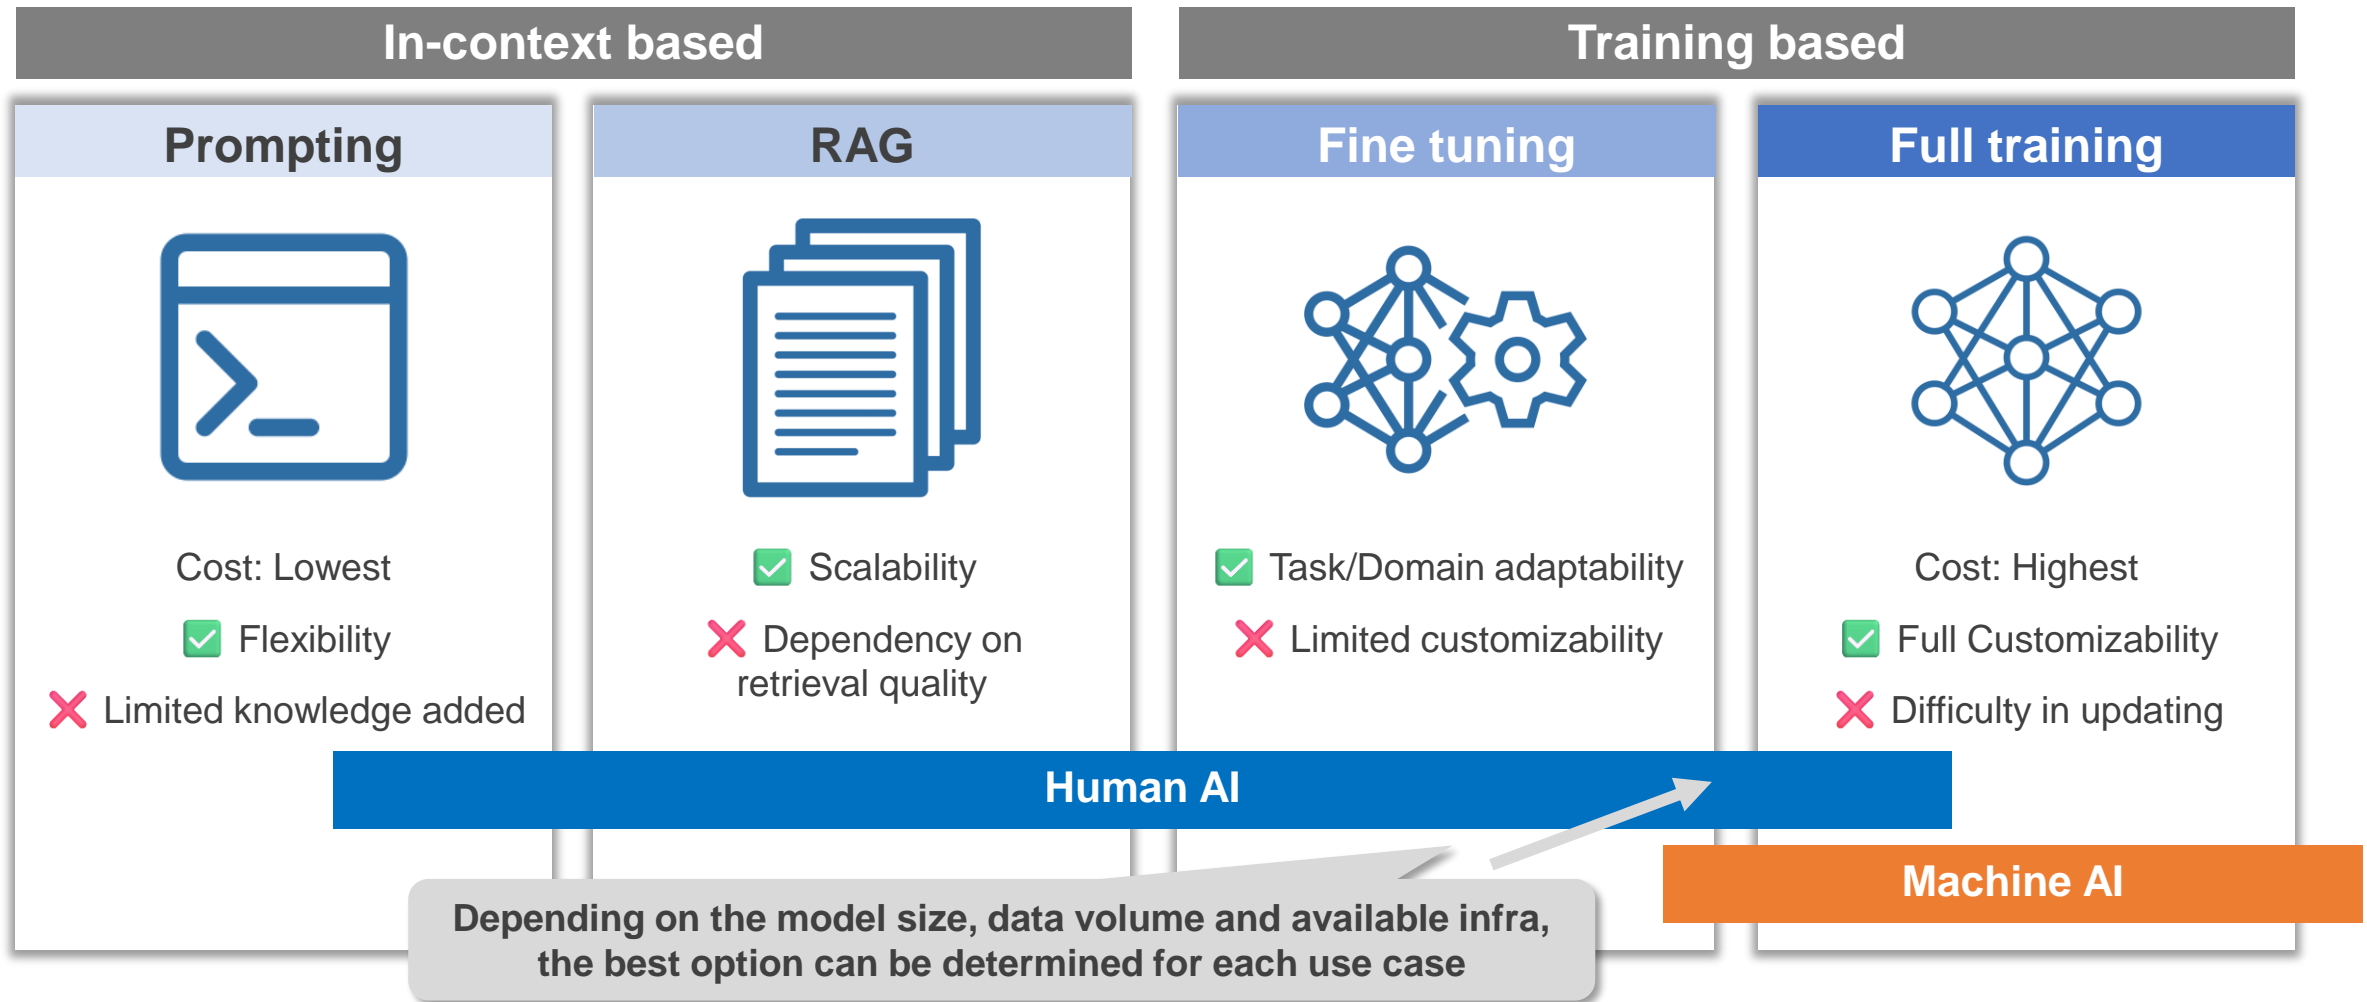 In-context based
Training based
Prompting
Cost: Lowest
✅ Flexibility
❌ Limited knowledge added
RAG
✅ Scalability
❌ Dependency on
retrieval quality
Fine tuning
✅ Task/Domain adaptability
❌ Limited customizability
Full training
Cost: Highest
✅ Full Customizability
❌ Difficulty in updating
Human AI
Machine AI
Depending on the model size, data volume and available infra,
the best option can be determined for each use case